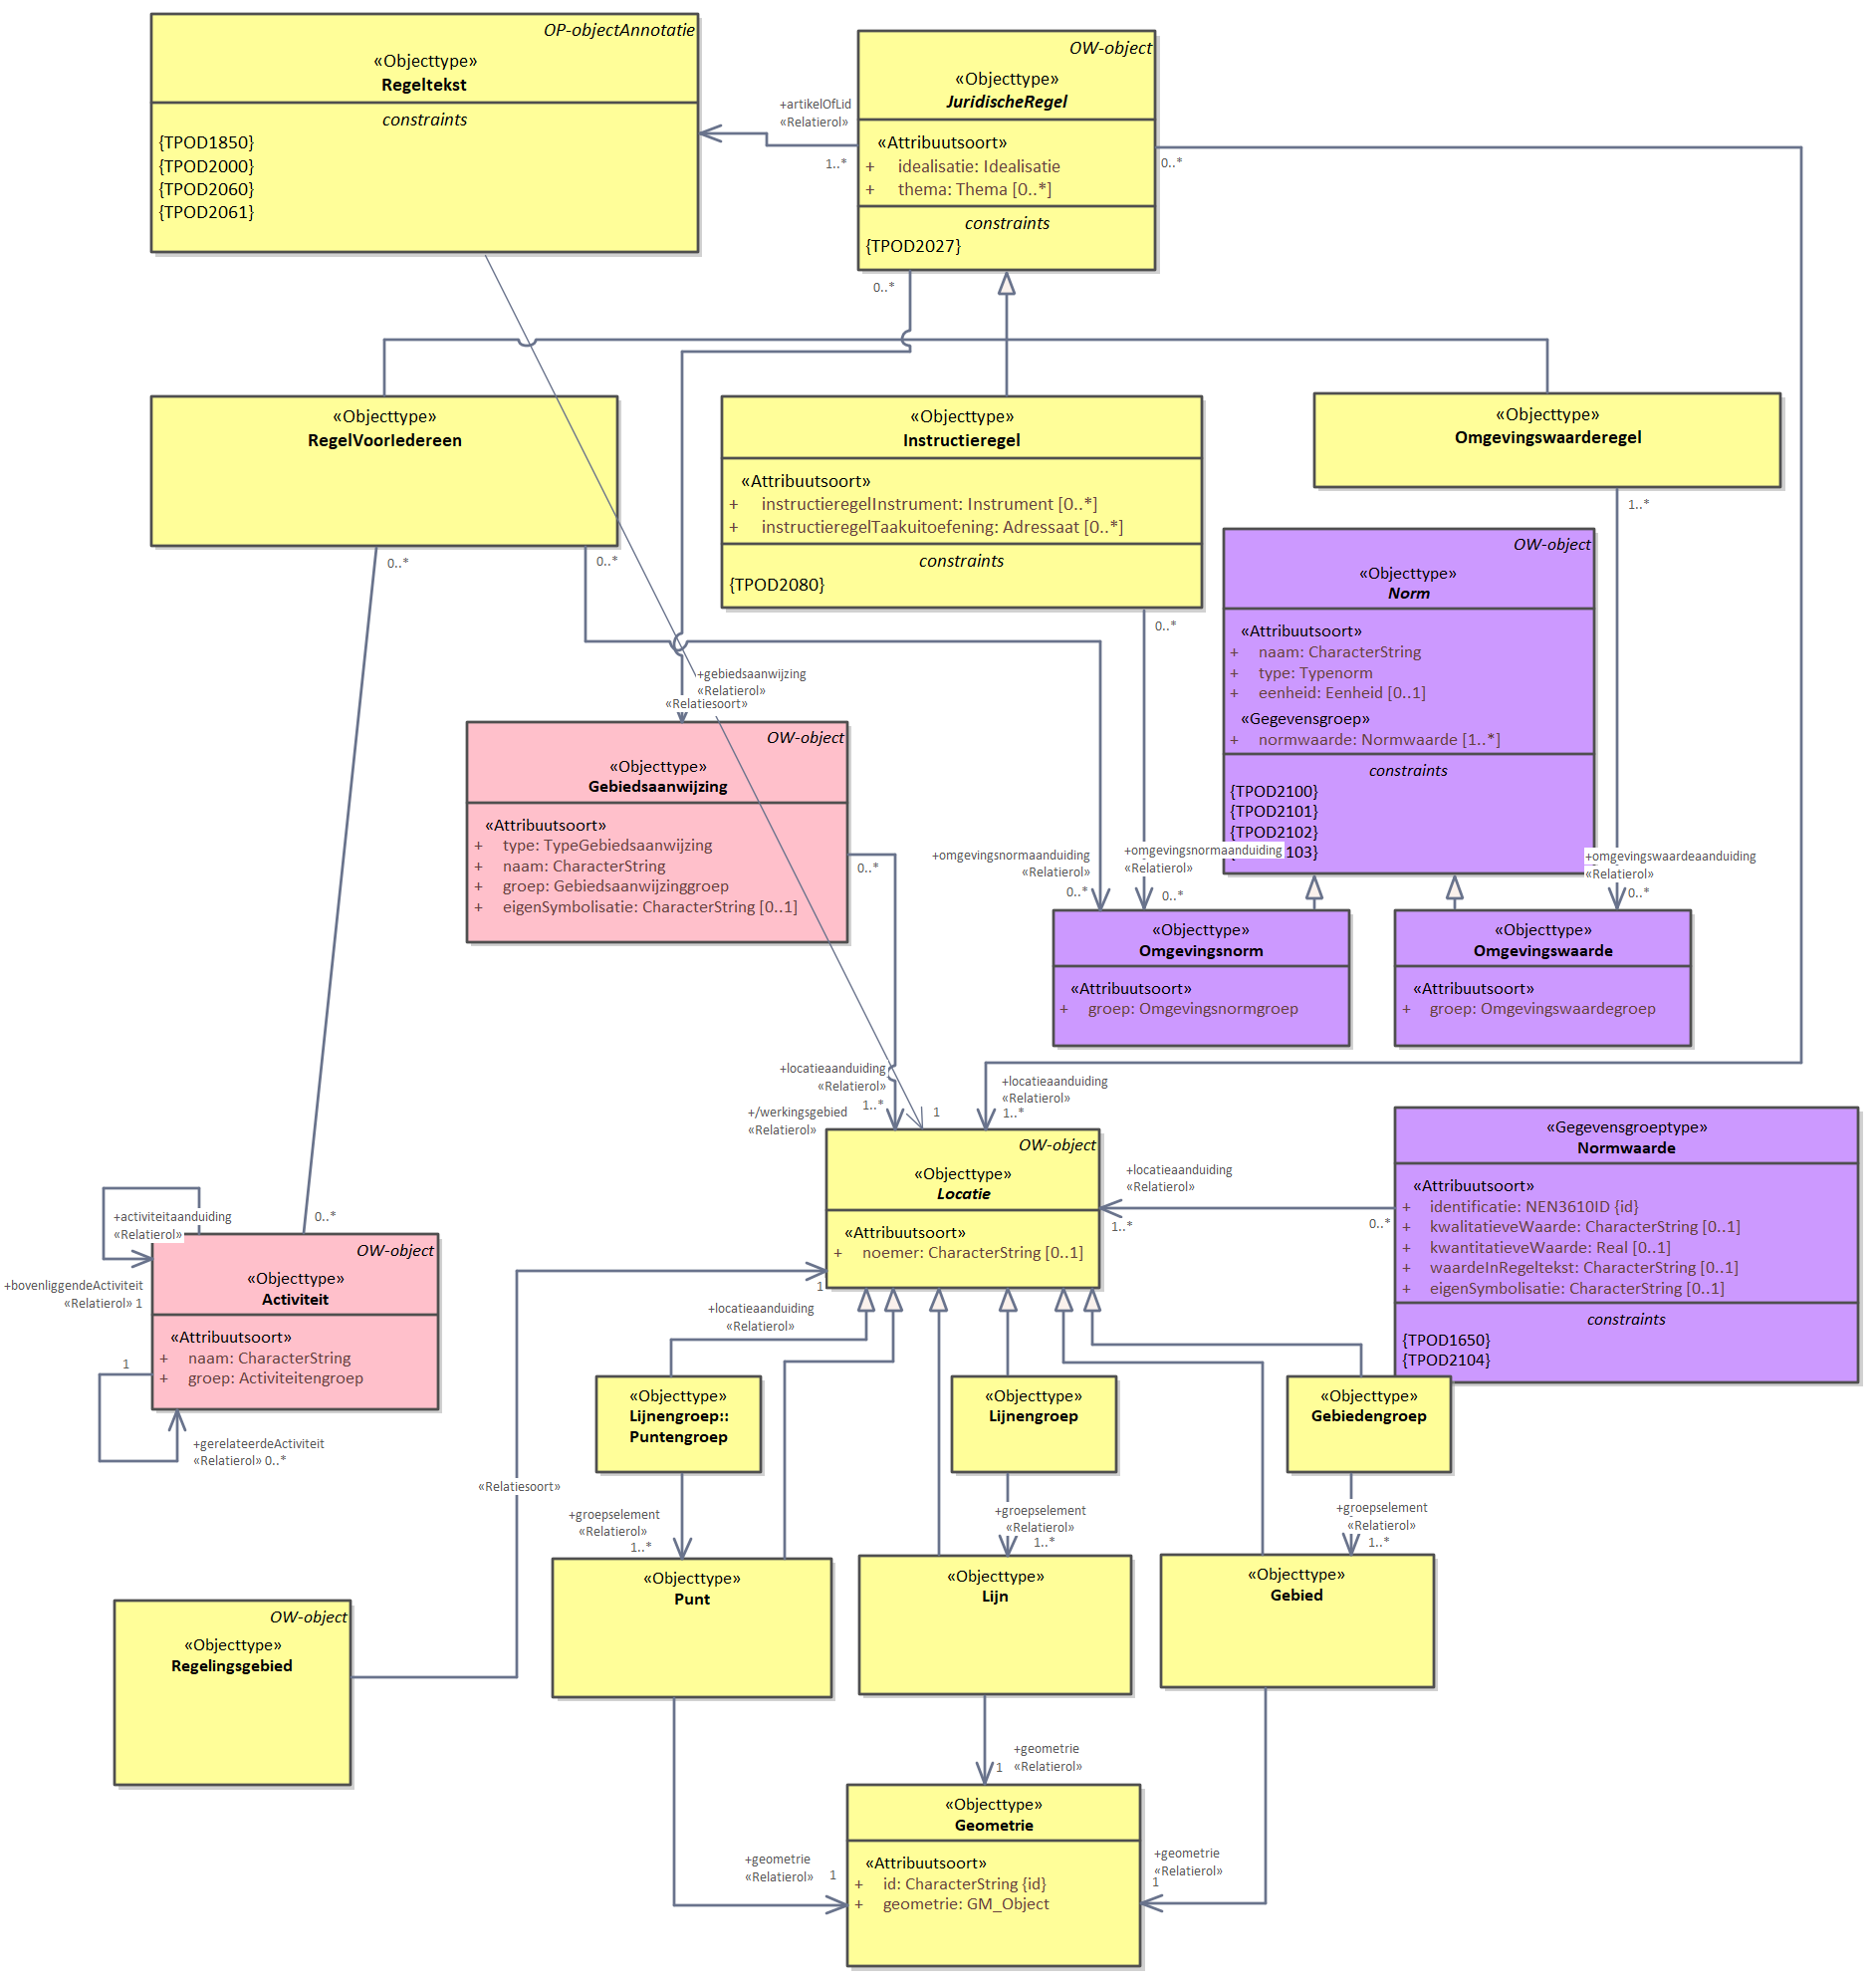 OP-objectAnnotatie
«Objecttype»
Regeltekst
constraints
{TPOD1850}
{TPOD2000}
{TPOD2060}
{TPOD2061}
+artikelOfLid
«Relatierol»
1..*
OW-object
«Objecttype»
JuridischeRegel
«Attribuutsoort»
+ idealisatie: Idealisatie
+ thema: Thema [0..*]
constraints
{TPOD2027}
0..*
0..*
«Objecttype»
RegelVoorIedereen
0..*
0..*
«Objecttype»
Instructieregel
«Attribuutsoort»
+ instructieregelInstrument: Instrument [0..*]
+ instructieregelTaakuitoefening: Adressaat [0..*]
constraints
{TPOD2080}
0..*
«Objecttype»
Omgevingswaarderegel
1..*
OW-object
«Objecttype»
Norm
«Attribuutsoort»
+ naam: CharacterString
+ type: Typenorm
+ eenheid: Eenheid [0..1]
«Gegevensgroep»
+ normwaarde: Normwaarde [1..*]
constraints
{TPOD2100}
{TPOD2101}
{TPOD2102}
103}
+gebiedsaanwijzing
«Relatierol»
«Relatiesoort»
OW-object
«Objecttype»
Gebiedsaanwijzing
«Attribuutsoort»
+ type: TypeGebiedsaanwijzing
+ naam: CharacterString
+ groep: Gebiedsaanwijzinggroep
+ eigenSymbolisatie: CharacterString [0..1]
0..*
+omgevingsnormaanduiding
«Relatierol»
0..*
+omgevingsnormaanduiding
«Relatierol»
0..*
+omgevingswaardeaanduiding
«Relatierol»
0..*
«Objecttype»
Omgevingsnorm
«Attribuutsoort»
+ groep: Omgevingsnormgroep
«Objecttype»
Omgevingswaarde
«Attribuutsoort»
+ groep: Omgevingswaardegroep
+locatieaanduiding
«Relatierol»
1..*
+/werkingsgebied
«Relatierol»
1
+locatieaanduiding
«Relatierol»
1..*
OW-object
«Objecttype»
Locatie
«Attribuutsoort»
+ noemer: CharacterString [0..1]
+locatieaanduiding
«Relatierol»
1..*
0..*
«Gegevensgroeptype»
Normwaarde
«Attribuutsoort»
+ identificatie: NEN3610ID {id}
+ kwalitatieveWaarde: CharacterString [0..1]
+ kwantitatieveWaarde: Real [0..1]
+ waardeInRegeltekst: CharacterString [0..1]
+ eigenSymbolisatie: CharacterString [0..1]
constraints
{TPOD1650}
{TPOD2104}
0..*
+activiteitaanduiding
«Relatierol»
+bovenliggendeActiviteit
«Relatierol» 1
OW-object
«Objecttype»
Activiteit
«Attribuutsoort»
+ naam: CharacterString
+ groep: Activiteitengroep
1
+gerelateerdeActiviteit
«Relatierol» 0..*
1
+locatieaanduiding
«Relatierol»
«Relatiesoort»
«Objecttype»
Lijnengroep::
Puntengroep
«Objecttype»
Lijnengroep
«Objecttype»
Gebiedengroep
+groepselement
«Relatierol»
1..*
+groepselement
«Relatierol»
1..*
+groepselement
«Relatierol»
1..*
«Objecttype»
Punt
«Objecttype»
Lijn
«Objecttype»
Gebied
OW-object
«Objecttype»
Regelingsgebied
+geometrie
«Relatierol»
1
+geometrie
«Relatierol»
1
+geometrie
«Relatierol»
1
«Objecttype»
Geometrie
«Attribuutsoort»
+ id: CharacterString {id}
+ geometrie: GM_Object